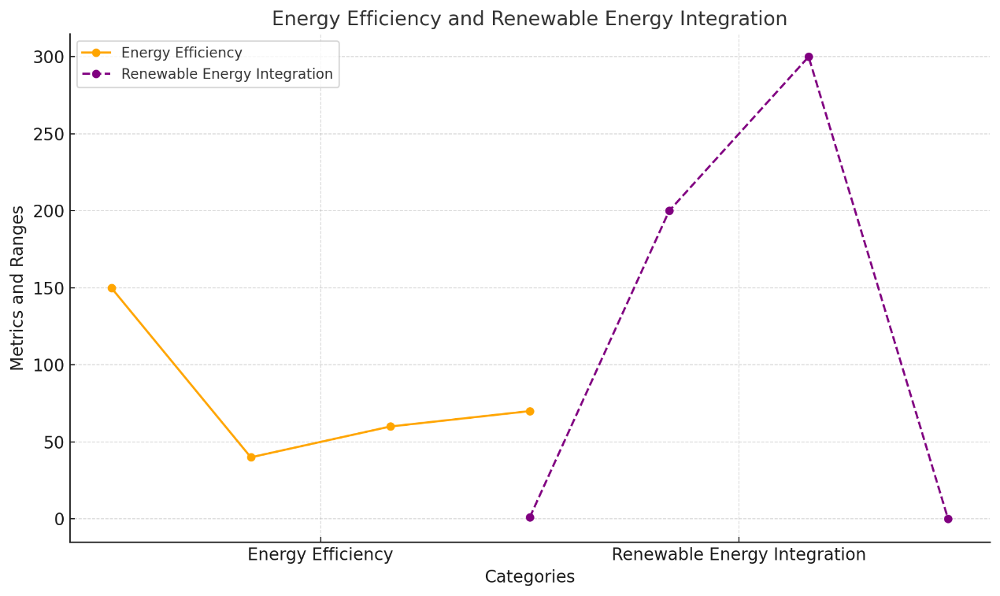 Energy Efficiency and Renewable Energy Integration
Energy Efficiency
Renewable Energy Integration
Metrics and Ranges
300
250
200
150
100
50
0
Energy Efficiency
Renewable Energy Integration
Categories